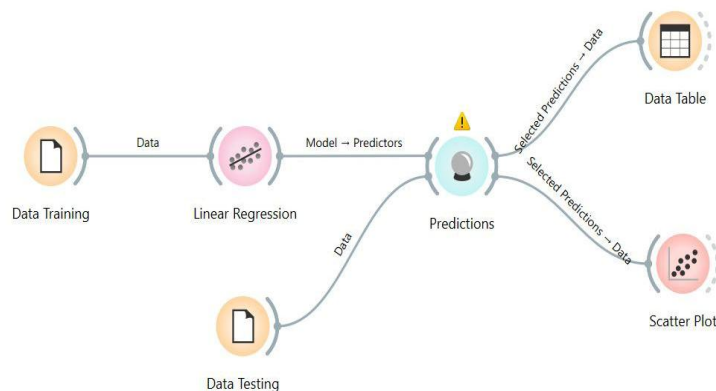 Data Training
Data
Linear Regression
Model → Predictors
Data
Data Testing
Predictions
Selected Predictions → Data
Data Table
Selected Predictions → Data
Scatter Plot